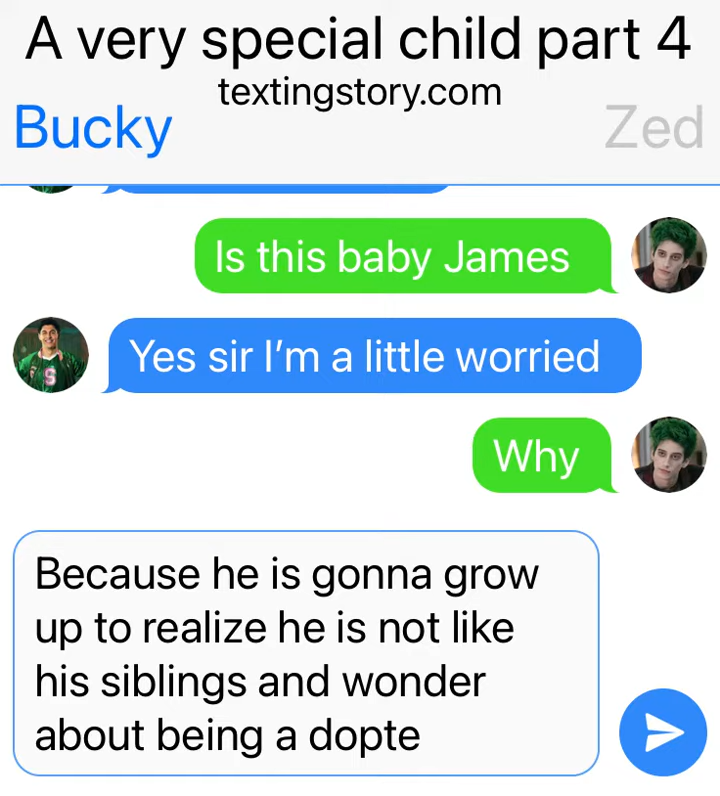 A very special child part 4
textingstory.com
Bucky
Zed
Is this baby James
Yes sir I'm a little worried
Why
Because he is gonna grow
up to realize he is not like
his siblings and wonder
about being a dopte